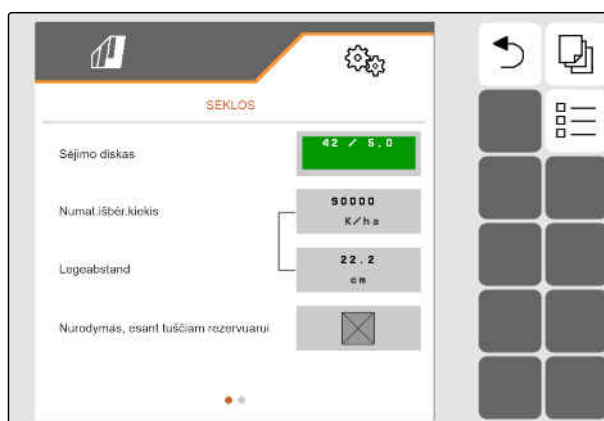 SĖKLOS
Sėjimo diskas
42 / 5,0
Numat.išbėr.kiekis
90000
K/ha
Legeabstand
22.2
cm
Nurodymas, esant tuščiam rezervuarui